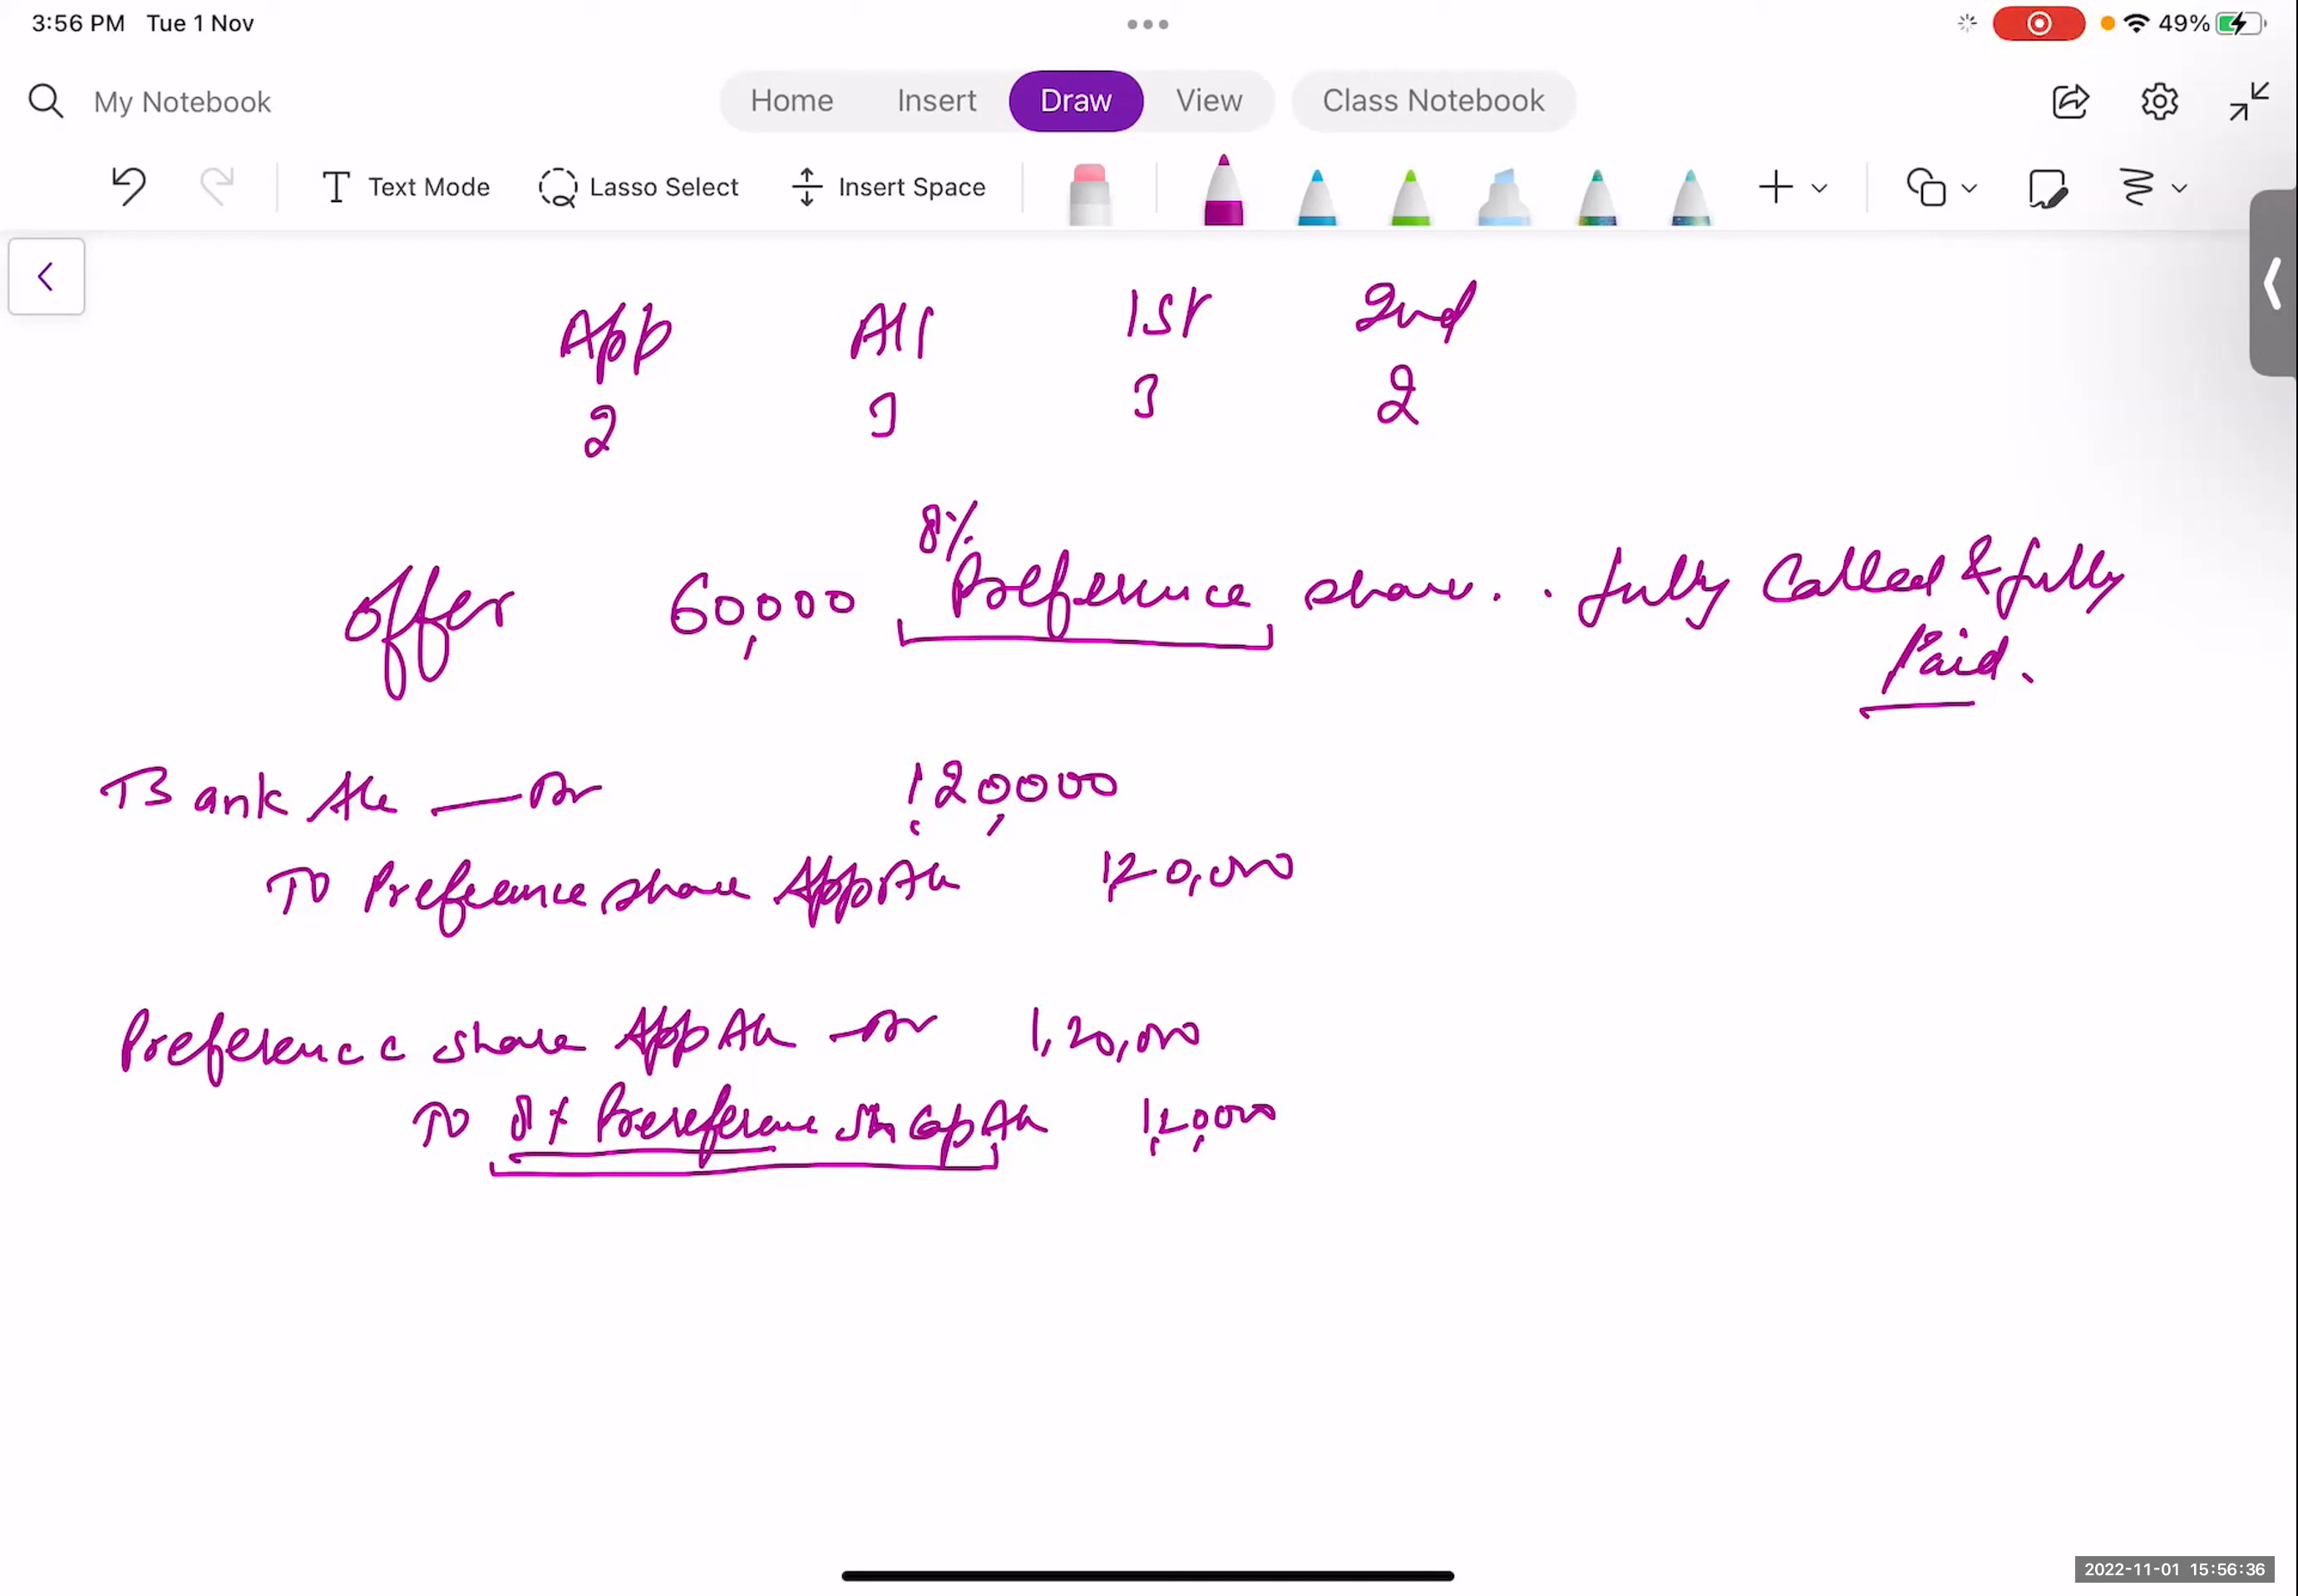 3:56 PM Tue 1 Nov
49%
My Notebook
Home Insert Draw View Class Notebook
Text Mode Lasso Select Insert Space
App All 1st 2nd
2 3 3 2
8%
Offer 60,000 Preference share.. fully Called & fully
Paid.
Bank A/c — Dr 1,20,000
To Preference share App A/c 1,20,000
Preference share App A/c — Dr 1,20,000
To 8% Prereference sh Cap A/c 1,20,000
2022-11-01 15:56:36